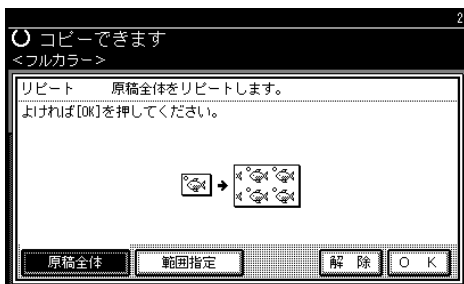 2
コピーできます
<フルカラー>
リピート 原稿全体をリピートします。
よければ[OK]を押してください。
原稿全体 範囲指定 解 除 O K